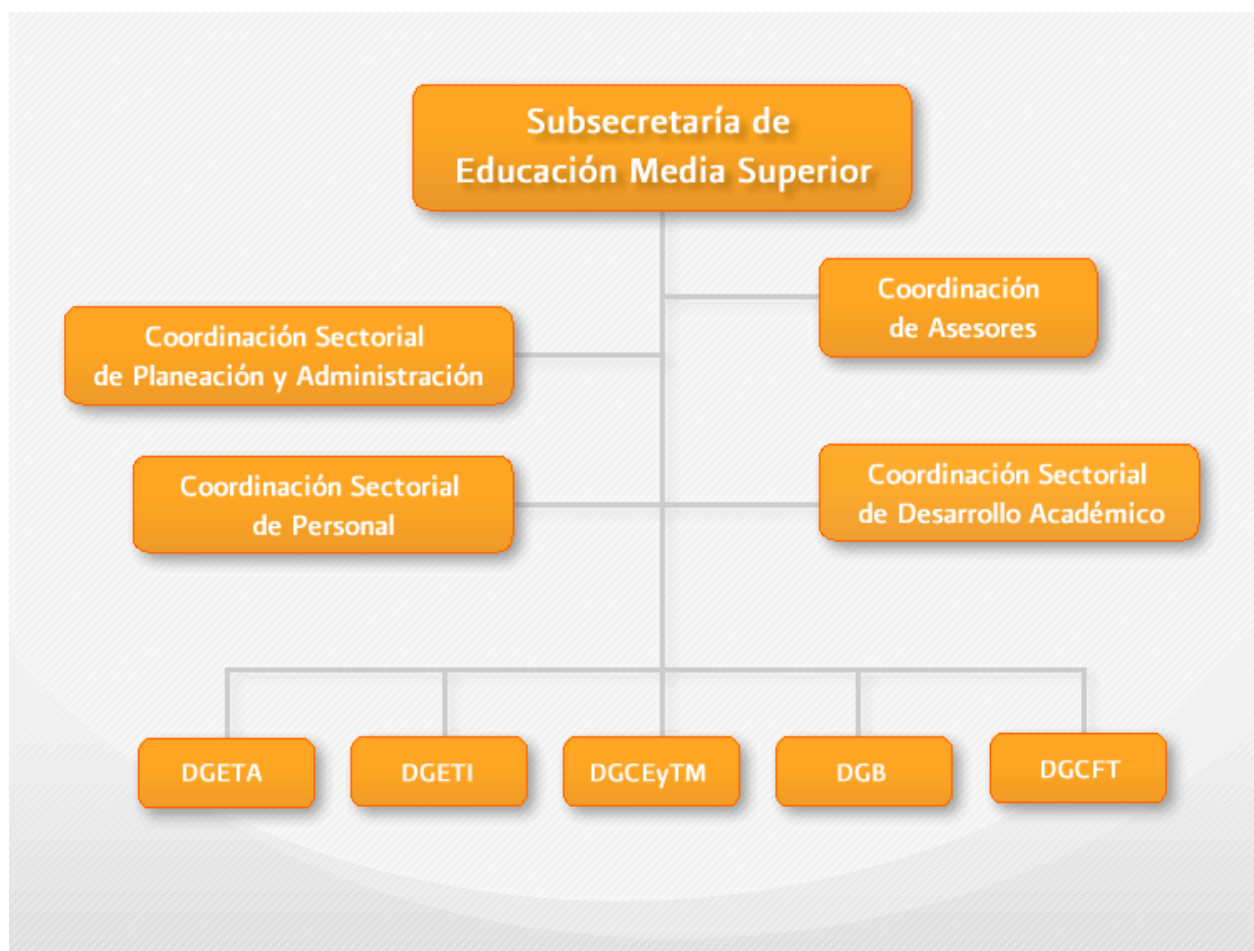 Subsecretaría de
Educación Media Superior
Coordinación
de Asesores
Coordinación Sectorial
de Planeación y Administración
Coordinación Sectorial
de Personal
Coordinación Sectorial
de Desarrollo Académico
DGETA
DGETI
DGCEyTM
DGB
DGCFT